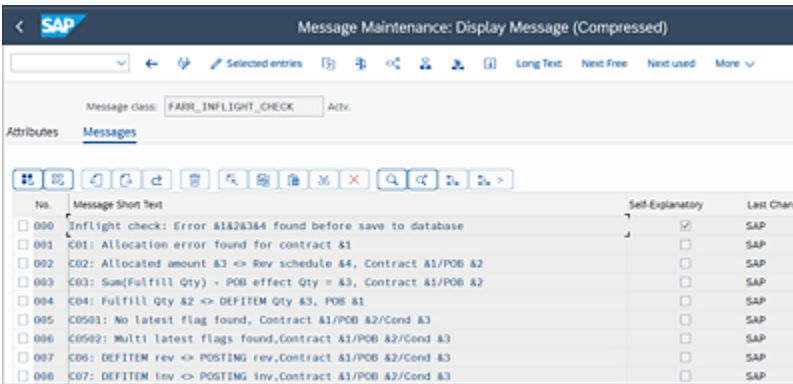 SAP Message Maintenance: Display Message (Compressed)
Selected entries Long Text Next Free Next used More
Message class: FARR_INFLIGHT_CHECK Actv.
Attributes Messages
No. Message Short Text Self-Explanatory Last Chan
000 Inflight check: Error &1&2&3&4 found before save to database SAP
001 C01: Allocation error found for contract &1 SAP
002 C02: Allocated amount &3 <> Rev schedule &4, Contract &1/POB &2 SAP
003 C03: Sum(Fulfill Qty) - POB effect Qty = &3, Contract &1/POB &2 SAP
004 C04: Fulfill Qty &2 <> DEFITEM Qty &3, POB &1 SAP
005 C0501: No latest flag found, Contract &1/POB &2/Cond &3 SAP
006 C0502: Multi latest flags found,Contract &1/POB &2/Cond &3 SAP
007 C06: DEFITEM rev <> POSTING rev,Contract &1/POB &2/Cond &3 SAP
008 C07: DEFITEM inv <> POSTING inv,Contract &1/POB &2/Cond &3 SAP